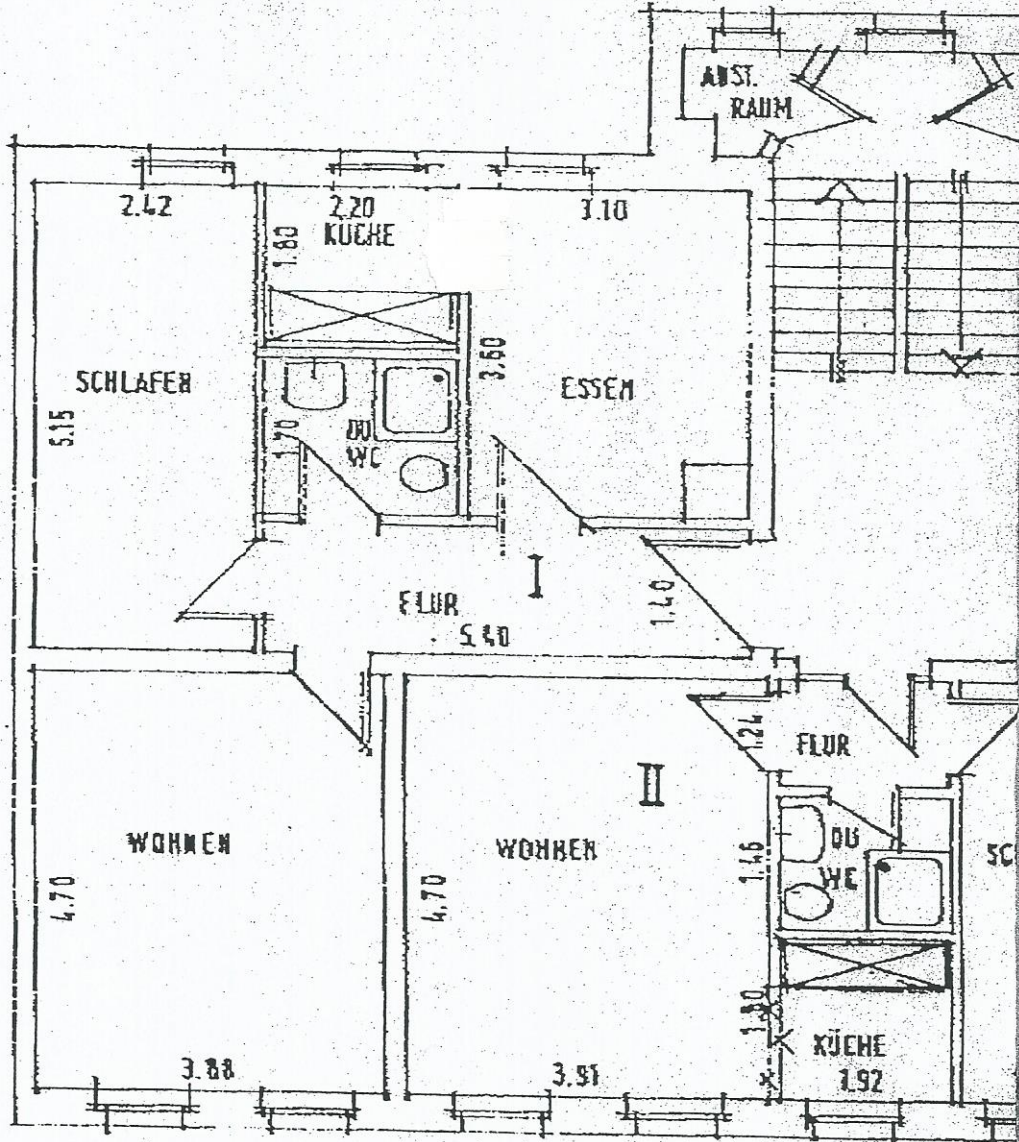 ABST.
RAUM
2.42
2.20
3.10
KÜCHE
1.80
SCHLAFEN
5.15
3.60
ESSEN
1.70
DU
WC
I
FLUR
5.40
1.40
1.24
FLUR
II
WOHNEN
WOHNEN
4.70
4.70
1.46
DU
WC
SC
1.80
KÜCHE
3.88
3.91
1.92